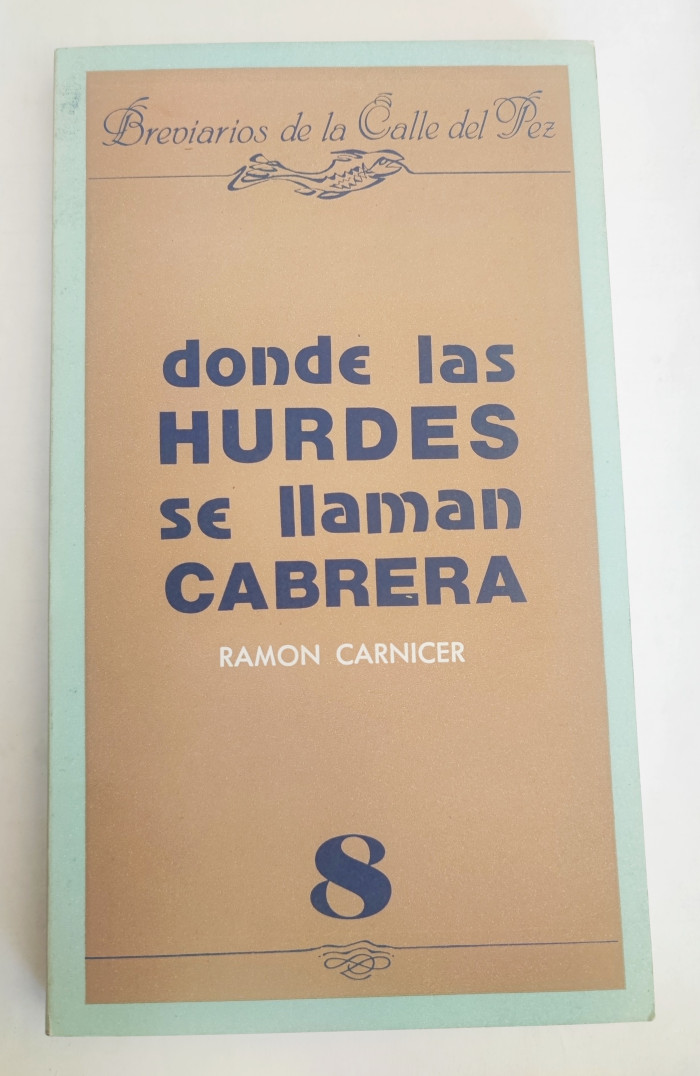 Breviarios de la Calle del Pez
donde las
HURDES
se llaman
CABRERA
RAMON CARNICER
8